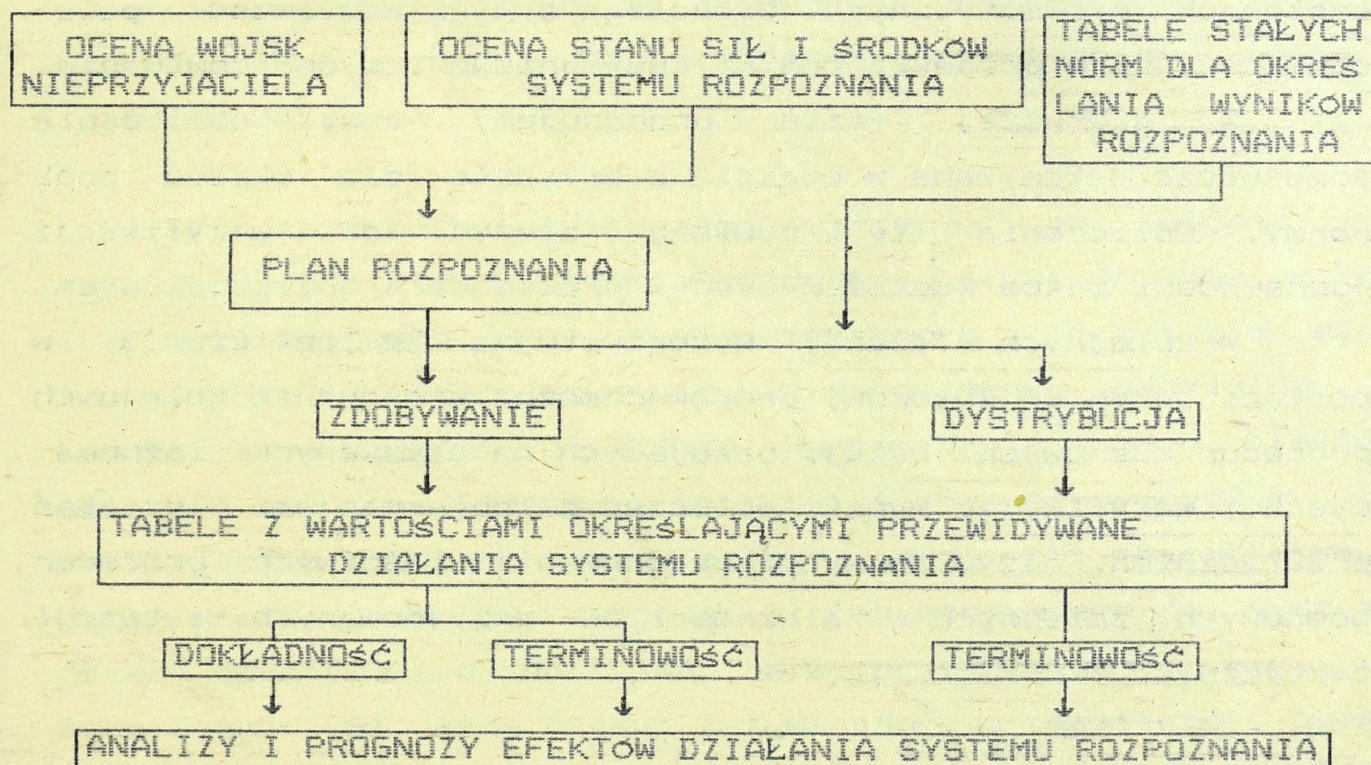 OCENA WOJSK
NIEPRZYJACIELA
OCENA STANU SIŁ I ŚRODKÓW
SYSTEMU ROZPOZNANIA
TABELE STAŁYCH
NORM DLA OKREŚ
LANIA WYNIKÓW
ROZPOZNANIA
PLAN ROZPOZNANIA
ZDOBYWANIE
DYSTRYBUCJA
TABELE Z WARTOŚCIAMI OKREŚLAJĄCYMI PRZEWIDYWANE
DZIAŁANIA SYSTEMU ROZPOZNANIA
DOKŁADNOŚĆ
TERMINOWOŚĆ
TERMINOWOŚĆ
ANALIZY I PROGNOZY EFEKTÓW DZIAŁANIA SYSTEMU ROZPOZNANIA